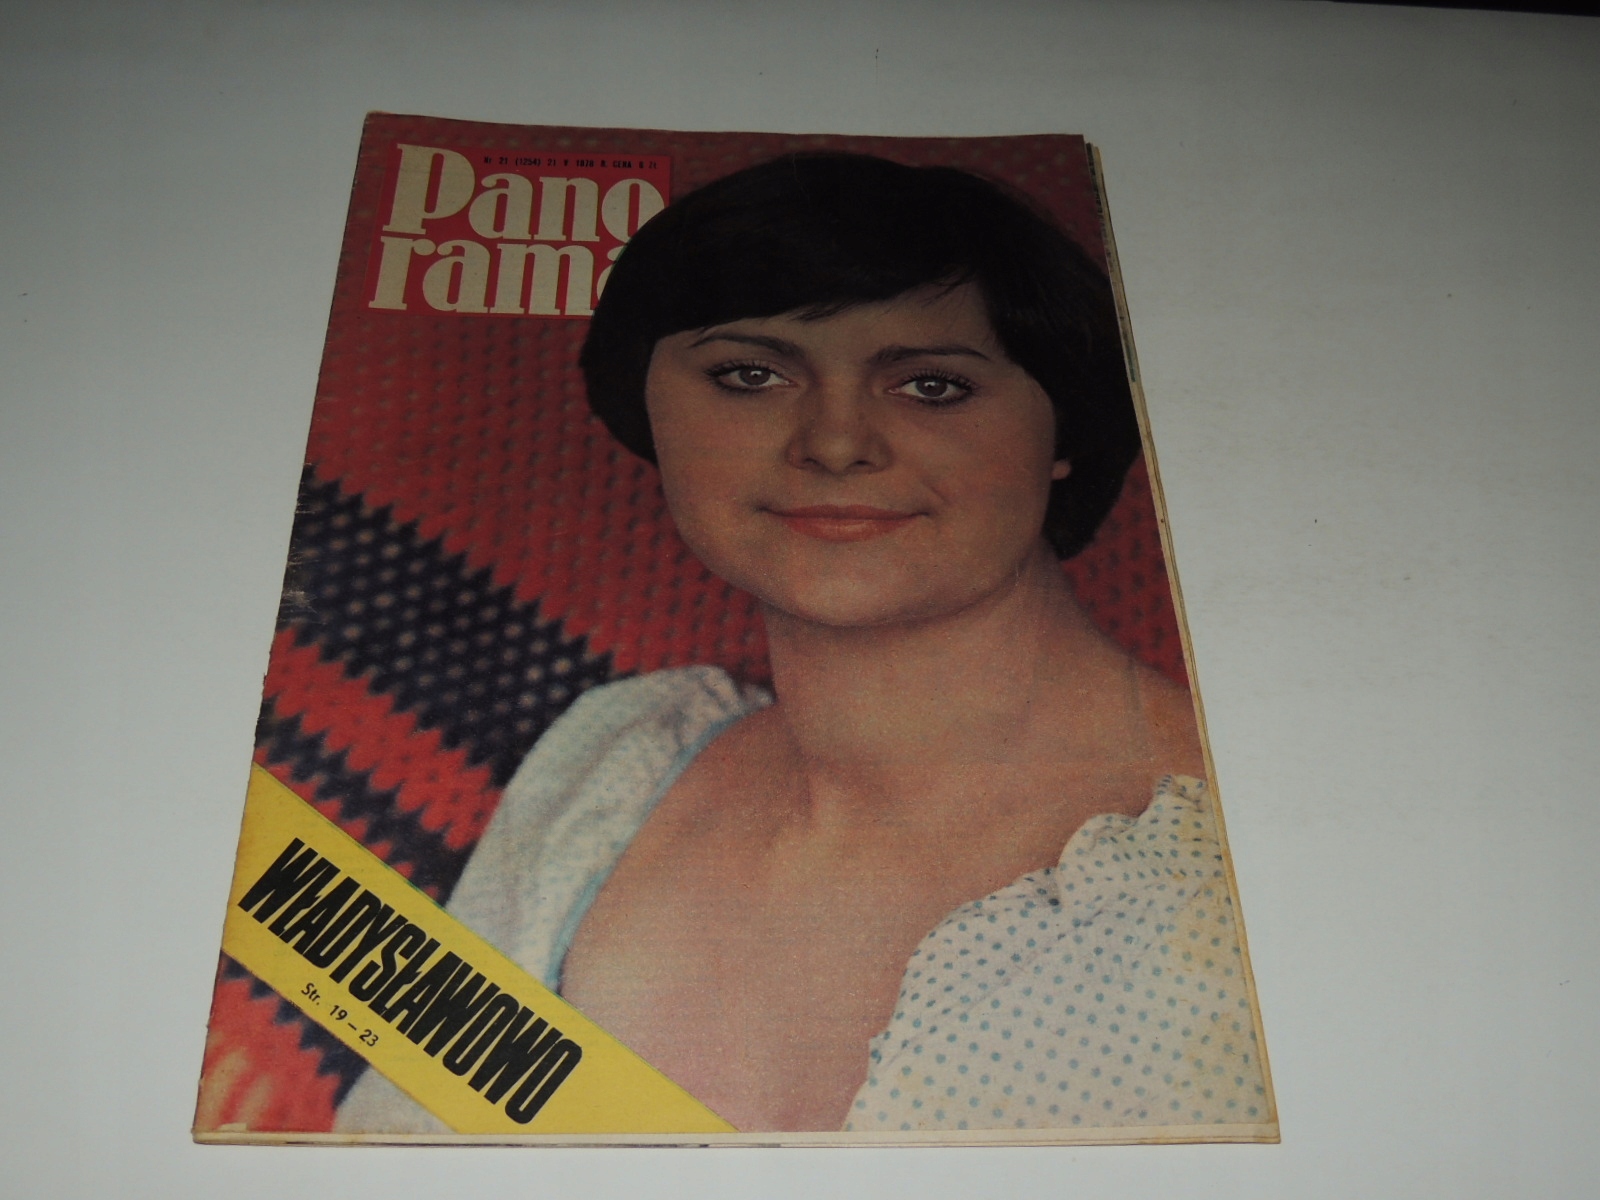 Nr 21 (1254) 21 V 1978 R. CENA 6 Zł
Pano
rama
WŁADYSŁAWOWO
Str. 19 – 23